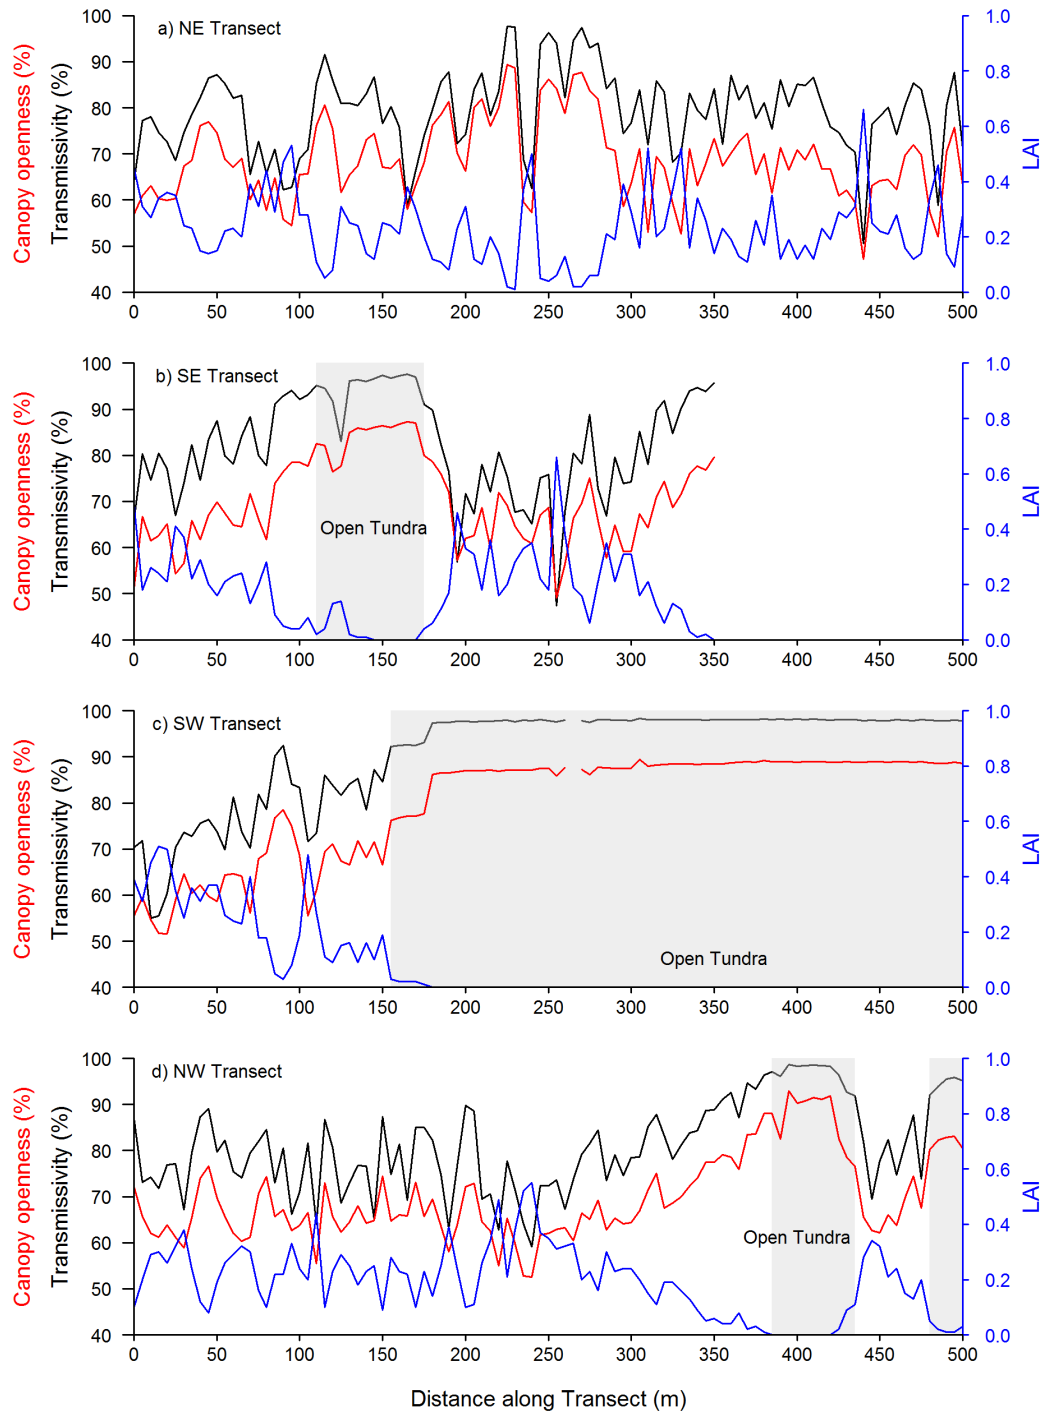 a) NE Transect
Canopy openness (%)
Transmissivity (%)
100
90
80
70
60
50
40
1.0
0.8
0.6
0.4
0.2
0.0
LAI
0 50 100 150 200 250 300 350 400 450 500
b) SE Transect
Open Tundra
Canopy openness (%)
Transmissivity (%)
100
90
80
70
60
50
40
1.0
0.8
0.6
0.4
0.2
0.0
LAI
0 50 100 150 200 250 300 350 400 450 500
c) SW Transect
Open Tundra
Canopy openness (%)
Transmissivity (%)
100
90
80
70
60
50
40
1.0
0.8
0.6
0.4
0.2
0.0
LAI
0 50 100 150 200 250 300 350 400 450 500
d) NW Transect
Open Tundra
Canopy openness (%)
Transmissivity (%)
100
90
80
70
60
50
40
1.0
0.8
0.6
0.4
0.2
0.0
LAI
0 50 100 150 200 250 300 350 400 450 500
Distance along Transect (m)